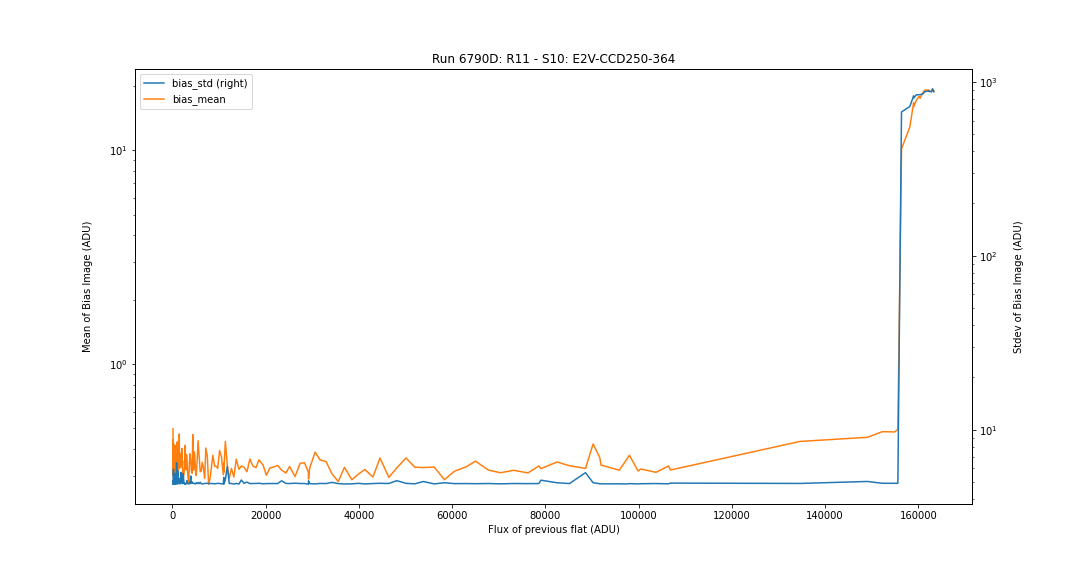 Run 6790D: R11 - S10: E2V-CCD250-364
bias_std (right)
bias_mean
10¹
10⁰
Mean of Bias Image (ADU)
10³
10²
10¹
Stdev of Bias Image (ADU)
0 20000 40000 60000 80000 100000 120000 140000 160000
Flux of previous flat (ADU)